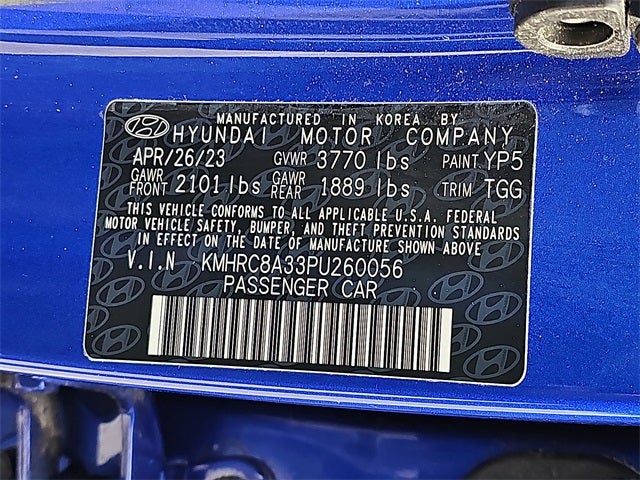 MANUFACTURED IN KOREA BY
HYUNDAI MOTOR COMPANY
APR/26/23 GVWR 3770 lbs PAINT YP5
GAWR FRONT 2101 lbs GAWR REAR 1889 lbs TRIM TGG
THIS VEHICLE CONFORMS TO ALL APPLICABLE U.S.A. FEDERAL
MOTOR VEHICLE SAFETY, BUMPER, AND THEFT PREVENTION STANDARDS
IN EFFECT ON THE DATE OF MANUFACTURE SHOWN ABOVE
V.I.N KMHRC8A33PU260056
PASSENGER CAR